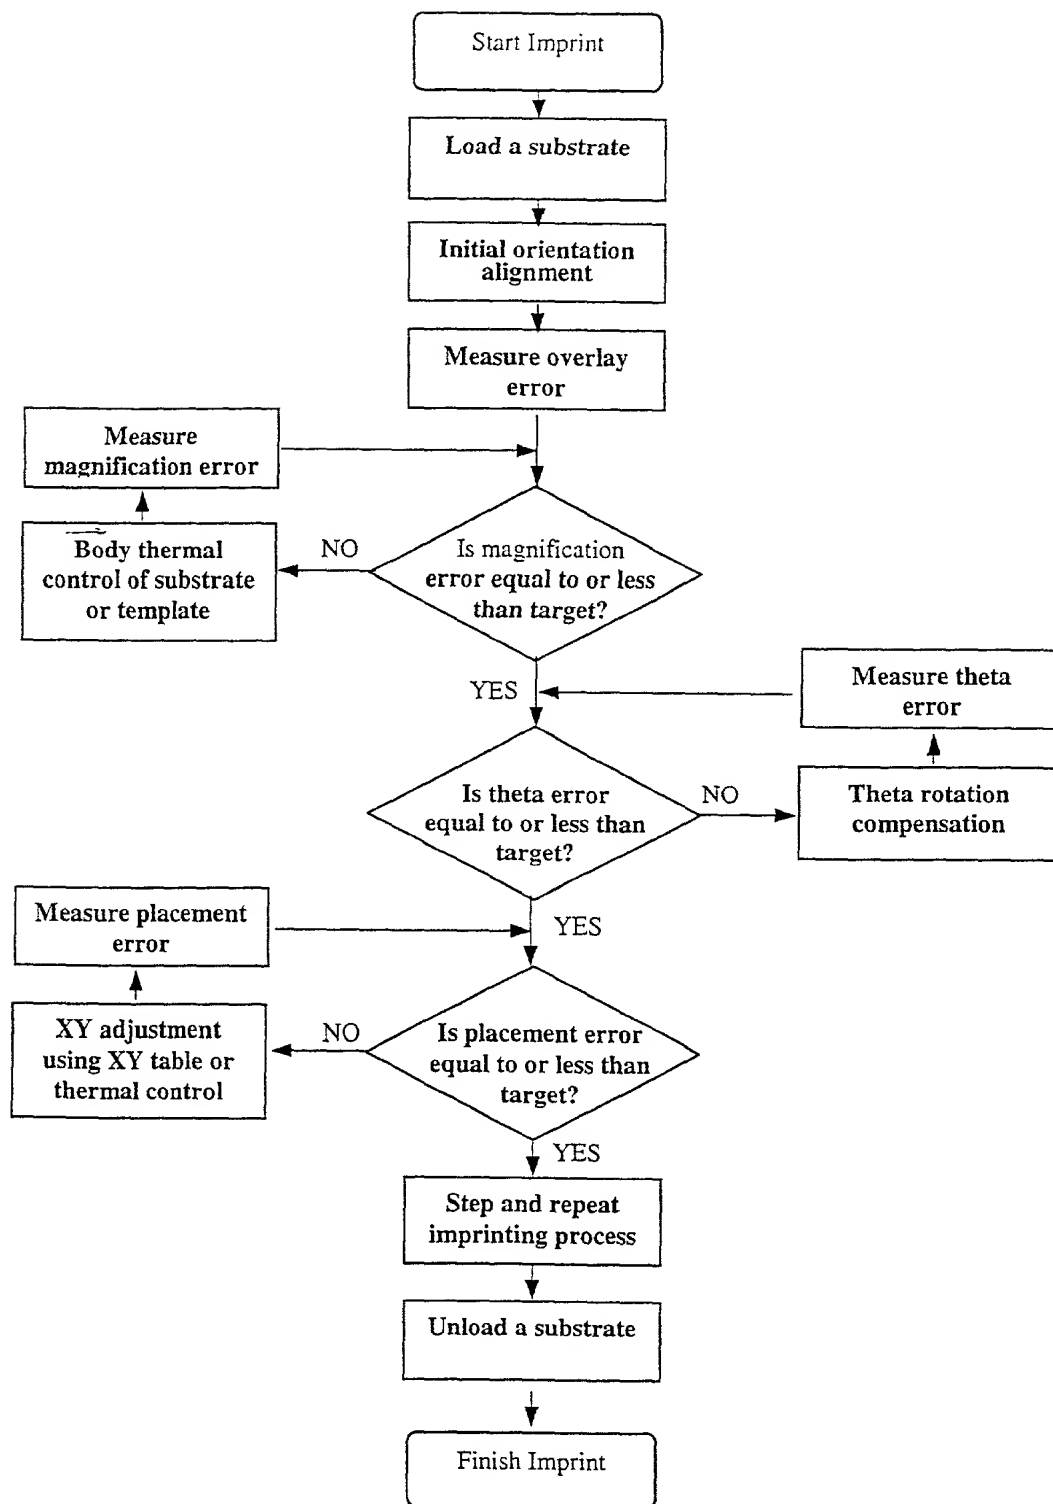 Start Imprint
Load a substrate
Initial orientation
alignment
Measure overlay
error
Measure
magnification error
Body thermal
control of substrate
or template
NO
Is magnification
error equal to or less
than target?
YES
Measure theta
error
Is theta error
equal to or less than
target?
NO
Theta rotation
compensation
YES
Measure placement
error
XY adjustment
using XY table or
thermal control
NO
Is placement error
equal to or less than
target?
YES
Step and repeat
imprinting process
Unload a substrate
Finish Imprint